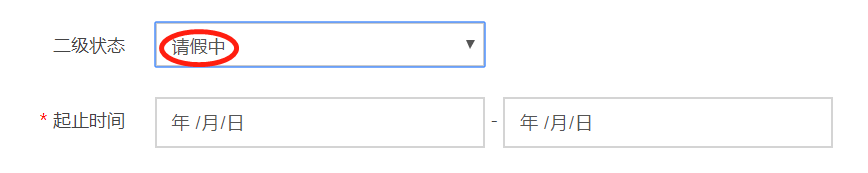 二级状态 请假中
* 起止时间 年 /月/日 - 年 /月/日